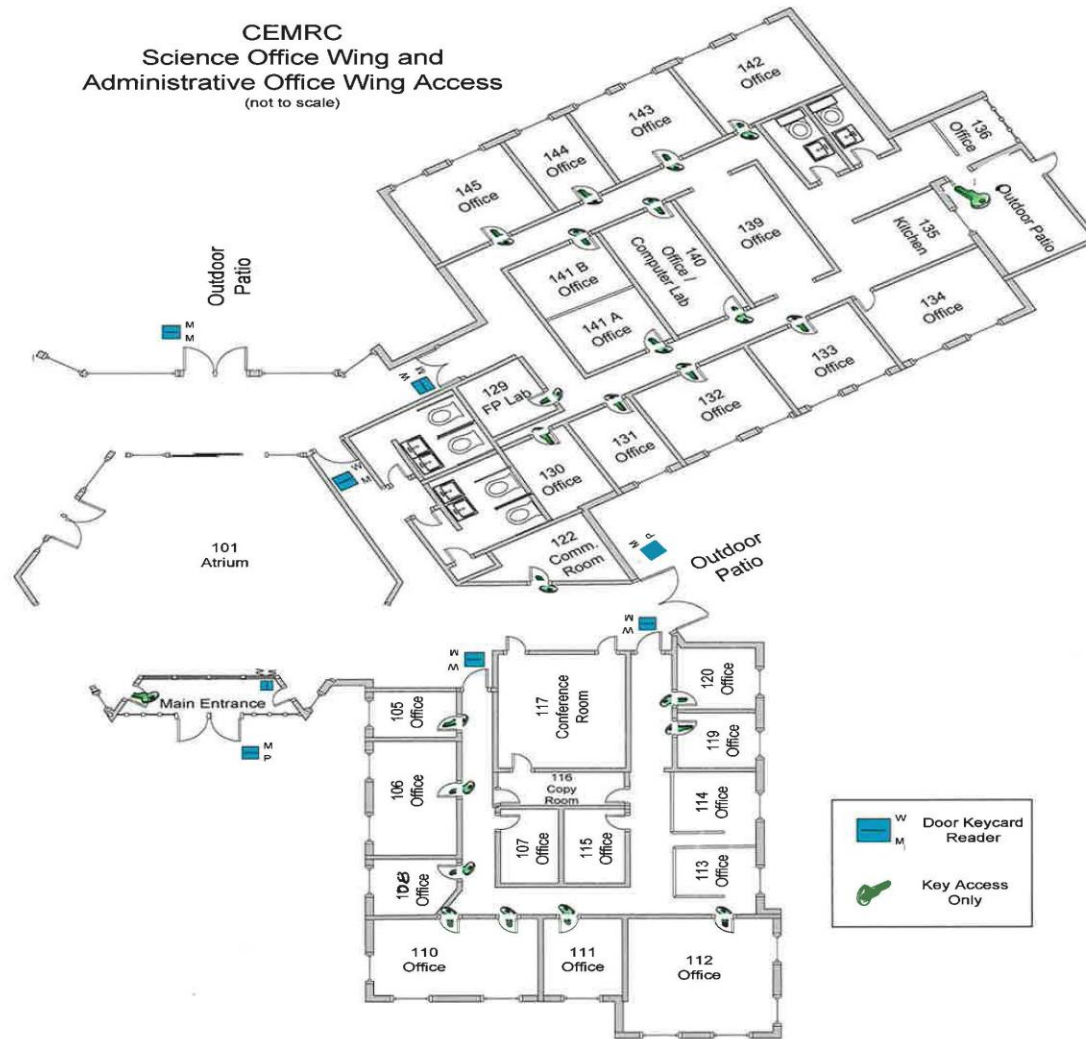 CEMRC
Science Office Wing and
Administrative Office Wing Access
(not to scale)
142
Office
143
Office
144
Office
145
Office
136
Office
Outdoor Patio
135
Kitchen
139
Office
140
Office /
Computer Lab
141 B
Office
141 A
Office
134
Office
133
Office
132
Office
131
Office
130
Office
129
FP Lab
Outdoor
Patio
M
M
M
W
W
M
101
Atrium
122
Comm.
Room
P
M
Outdoor
Patio
M
W
M
W
Main Entrance
M
P
105
Office
106
Office
108
Office
117
Conference
Room
116
Copy
Room
107
Office
115
Office
120
Office
119
Office
114
Office
113
Office
110
Office
111
Office
112
Office
W
M
Door Keycard
Reader
Key Access
Only